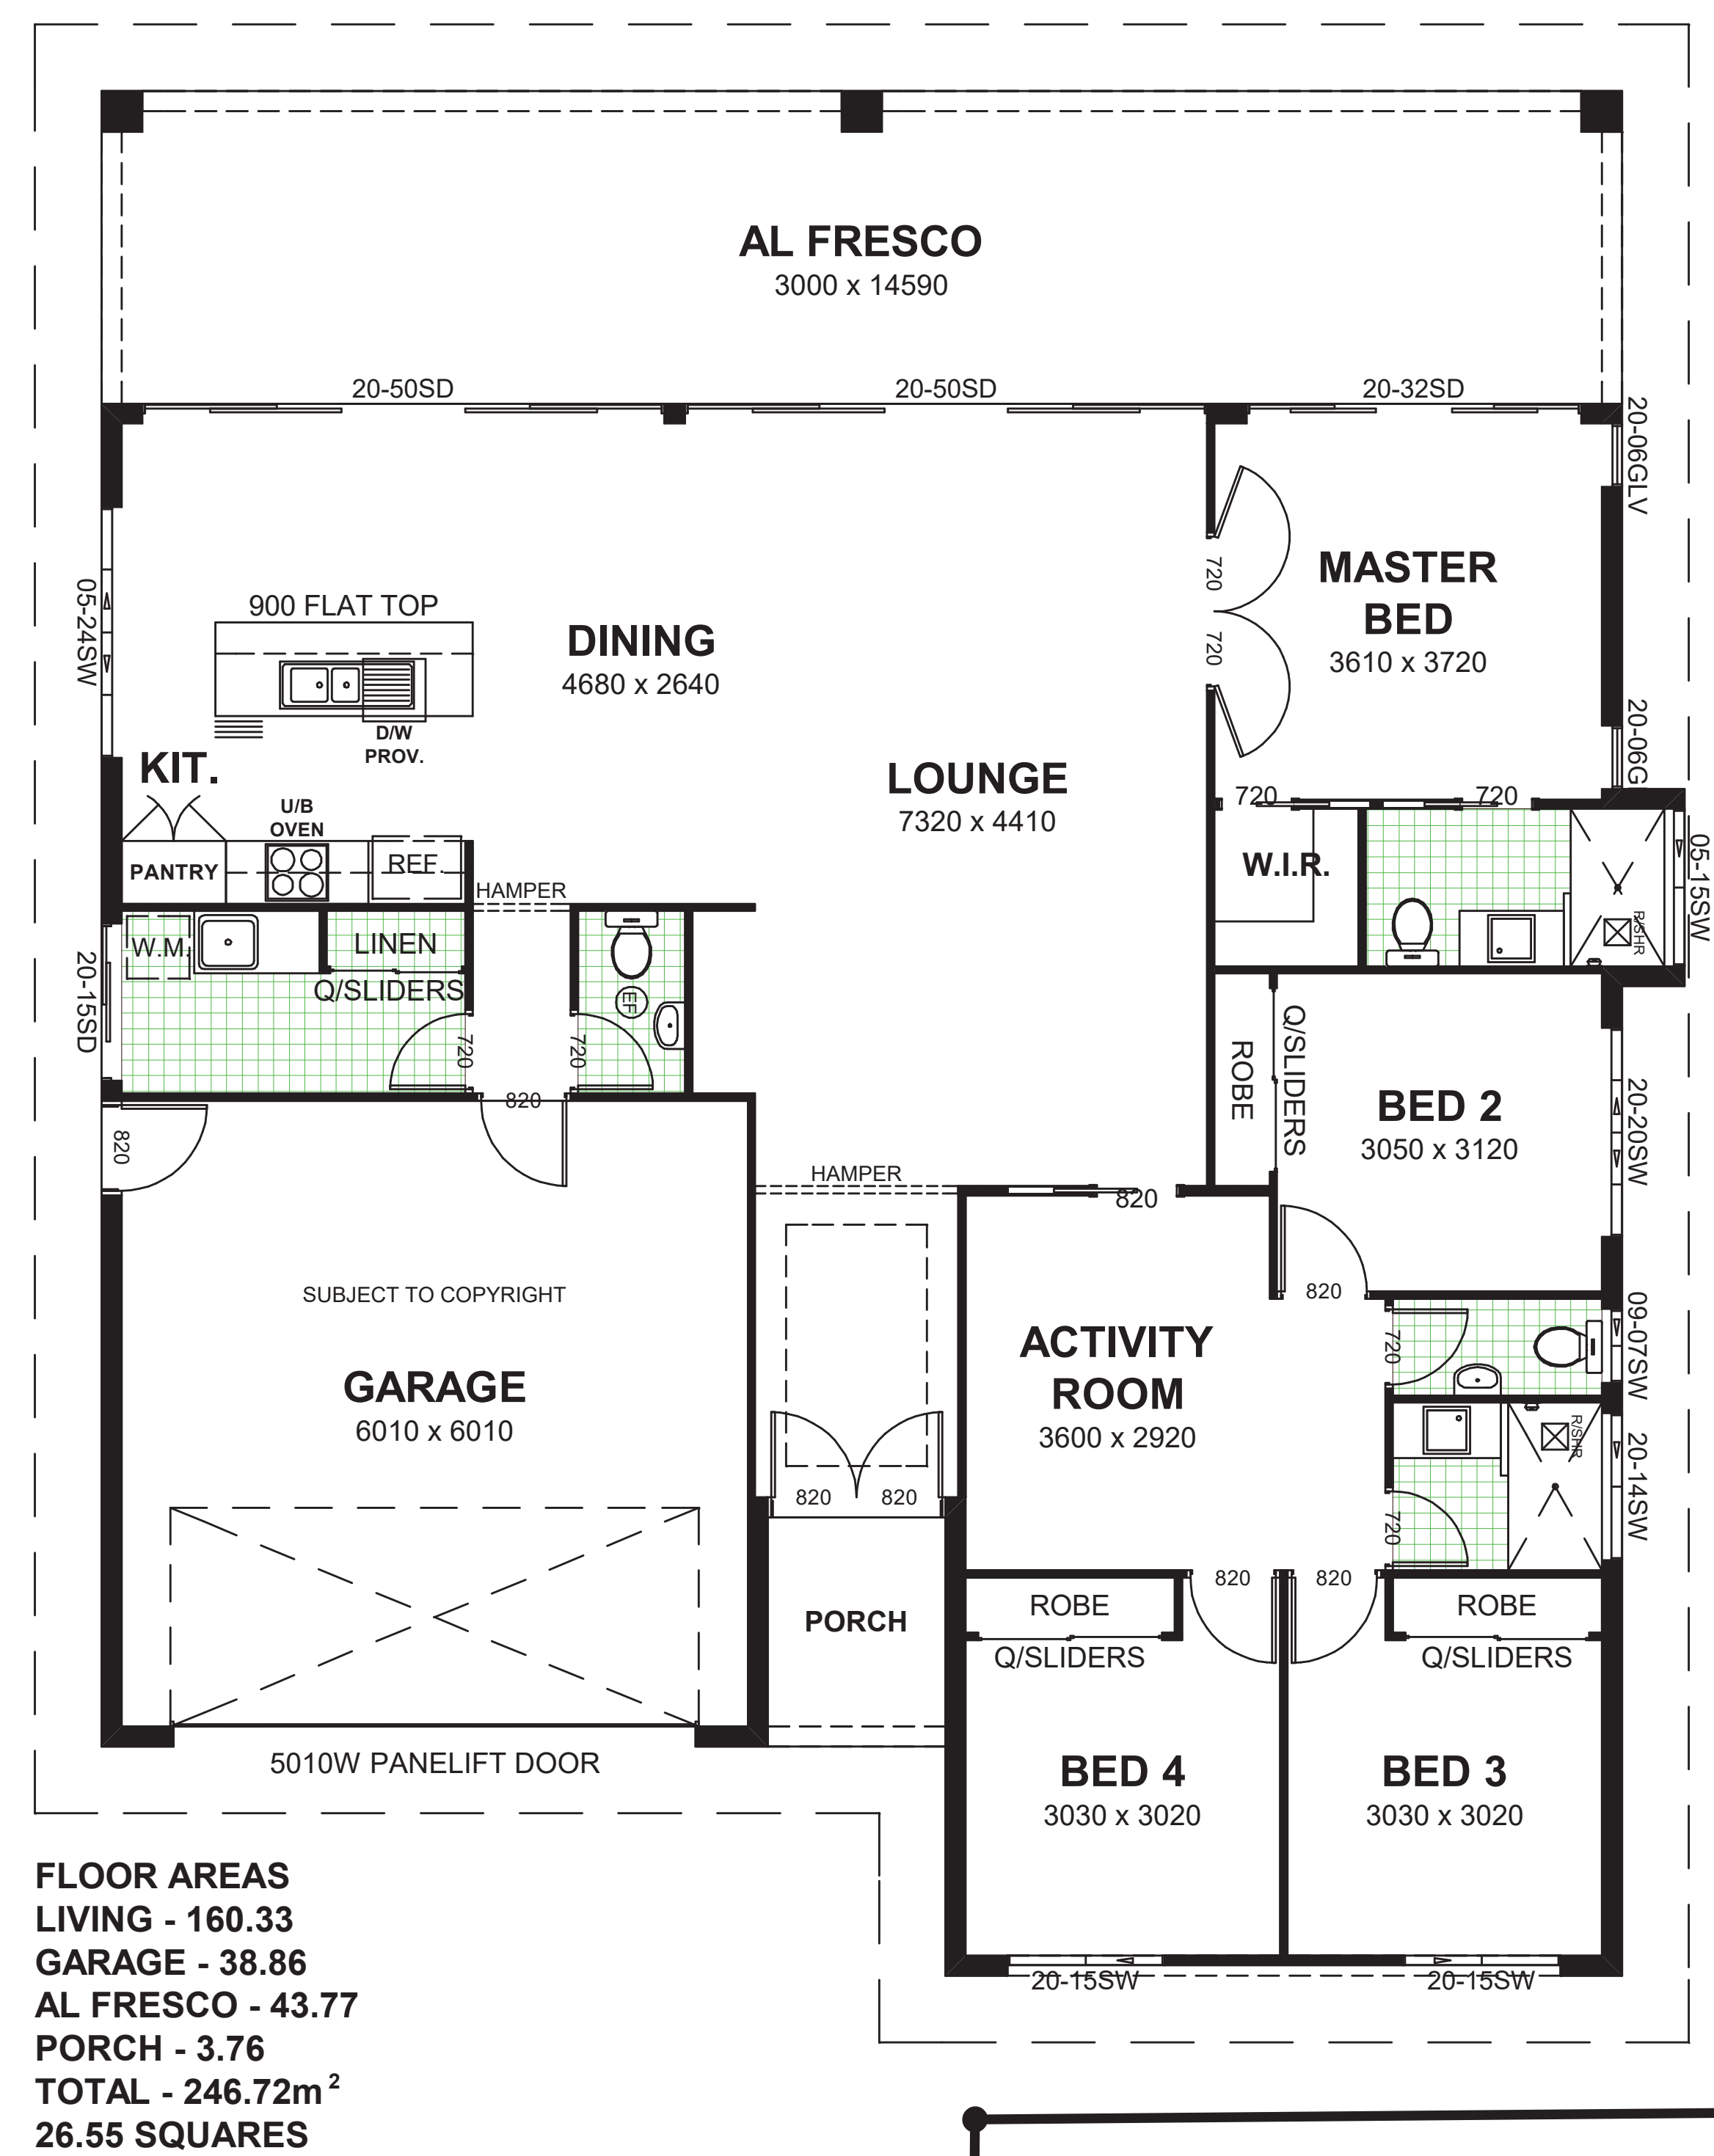 AL FRESCO
3000 x 14590
20-50SD
20-50SD
20-32SD
20-06GLV
MASTER
BED
3610 x 3720
720
720
05-24SW
900 FLAT TOP
DINING
4680 x 2640
D/W
PROV.
KIT.
U/B
OVEN
PANTRY
REF.
LOUNGE
7320 x 4410
20-06G
720
720
W.I.R.
R/SHR
05-15SW
HAMPER
W.M.
LINEN
Q/SLIDERS
20-15SD
EF
720
720
820
820
ROBE
Q/SLIDERS
BED 2
3050 x 3120
20-20SW
HAMPER
820
820
SUBJECT TO COPYRIGHT
GARAGE
6010 x 6010
ACTIVITY
ROOM
3600 x 2920
720
09-07SW
R/SHR
20-14SW
720
820
820
820
820
PORCH
ROBE
Q/SLIDERS
ROBE
Q/SLIDERS
5010W PANELIFT DOOR
BED 4
3030 x 3020
BED 3
3030 x 3020
20-15SW
20-15SW
FLOOR AREAS
LIVING - 160.33
GARAGE - 38.86
AL FRESCO - 43.77
PORCH - 3.76
TOTAL - 246.72m²
26.55 SQUARES